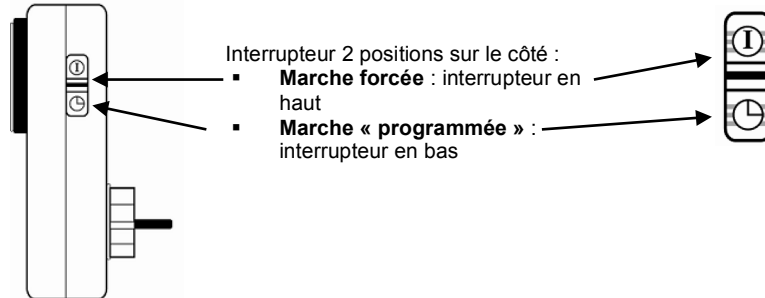 Interrupteur 2 positions sur le côté :
▪ Marche forcée : interrupteur en
haut
▪ Marche « programmée » :
interrupteur en bas